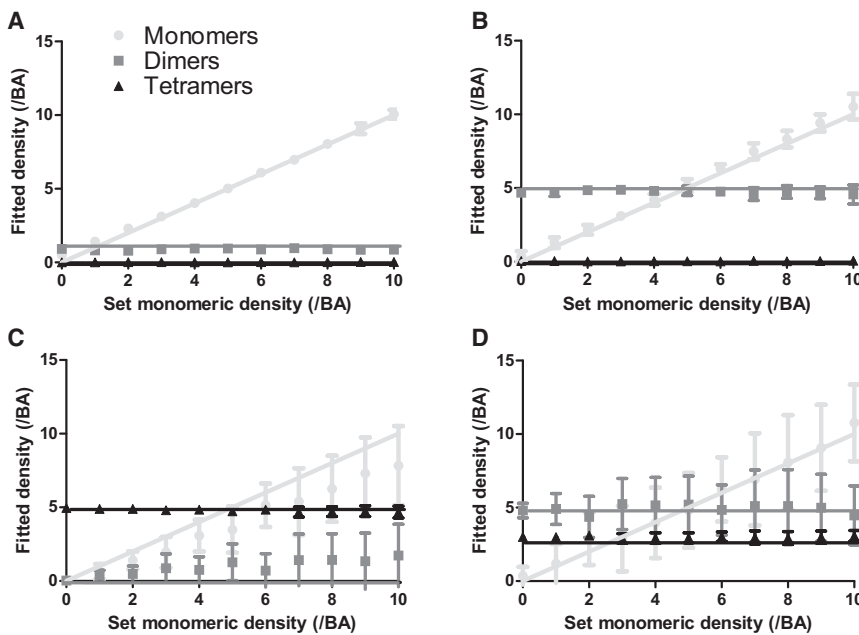 A
Monomers
Dimers
Tetramers
15
10
5
0
Fitted density (/BA)
0 2 4 6 8 10
Set monomeric density (/BA)
B
15
10
5
0
Fitted density (/BA)
0 2 4 6 8 10
Set monomeric density (/BA)
C
15
10
5
0
Fitted density (/BA)
0 2 4 6 8 10
Set monomeric density (/BA)
D
15
10
5
0
Fitted density (/BA)
0 2 4 6 8 10
Set monomeric density (/BA)